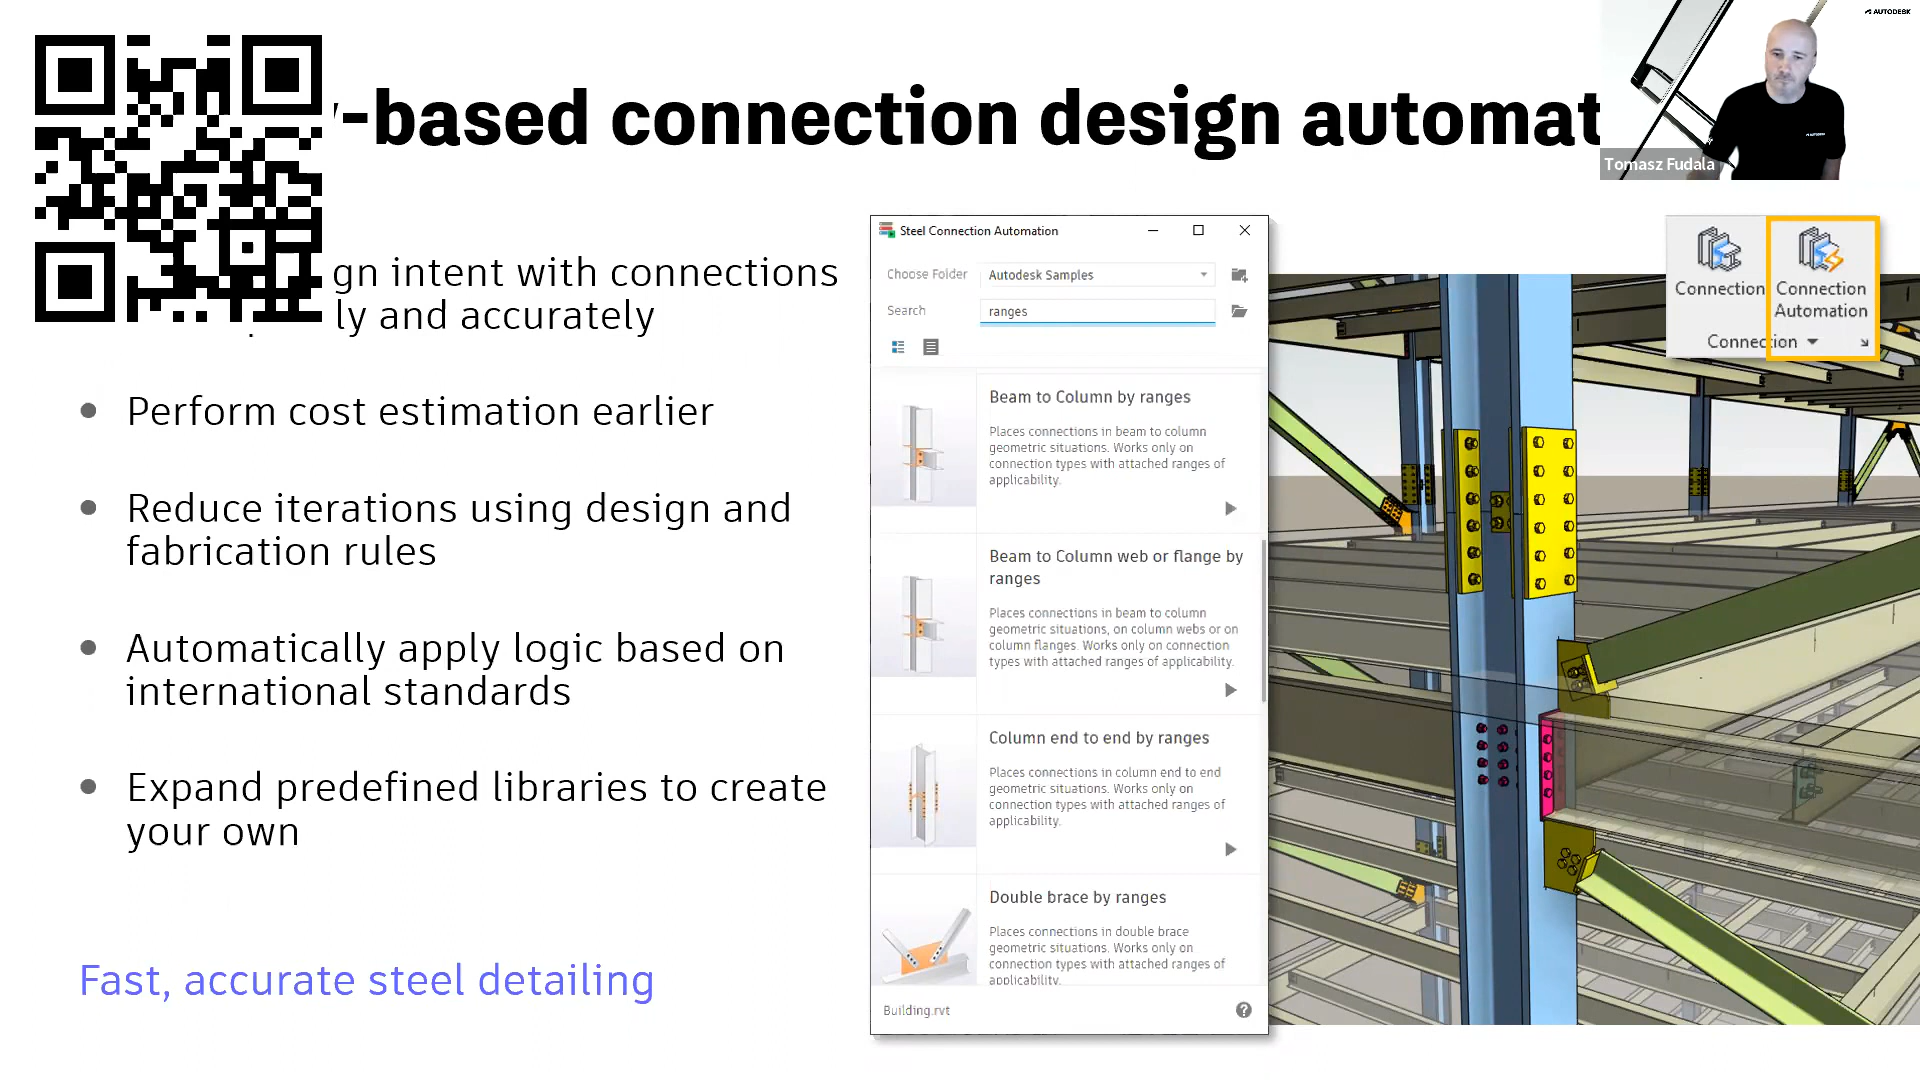 AUTODESK
-based connection design automat
Tomasz Fudala
gn intent with connections
ly and accurately
Perform cost estimation earlier
Reduce iterations using design and
fabrication rules
Automatically apply logic based on
international standards
Expand predefined libraries to create
your own
Fast, accurate steel detailing
Steel Connection Automation
Choose Folder
Autodesk Samples
Search
ranges
Beam to Column by ranges
Places connections in beam to column
geometric situations. Works only on
connection types with attached ranges of
applicability.
Beam to Column web or flange by
ranges
Places connections in beam to column
geometric situations, on column webs or on
column flanges. Works only on connection
types with attached ranges of applicability.
Column end to end by ranges
Places connections in column end to end
geometric situations. Works only on
connection types with attached ranges of
applicability.
Double brace by ranges
Places connections in double brace
geometric situations. Works only on
connection types with attached ranges of
applicability.
Building.rvt
Connection
Connection
Automation
Connection